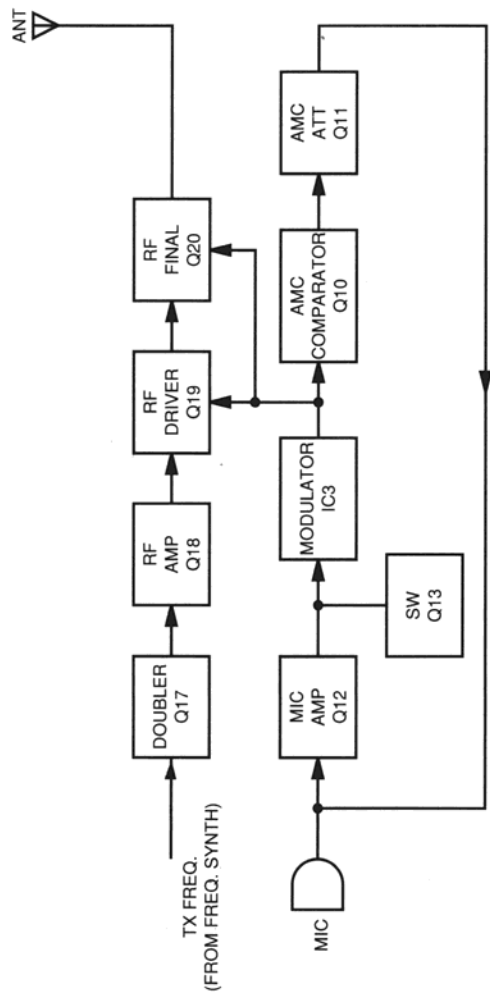 ANT
TX FREQ.
(FROM FREQ. SYNTH)
DOUBLER
Q17
RF
AMP
Q18
RF
DRIVER
Q19
RF
FINAL
Q20
MIC
MIC
AMP
Q12
SW
Q13
MODULATOR
IC3
AMC
COMPARATOR
Q10
AMC
ATT
Q11